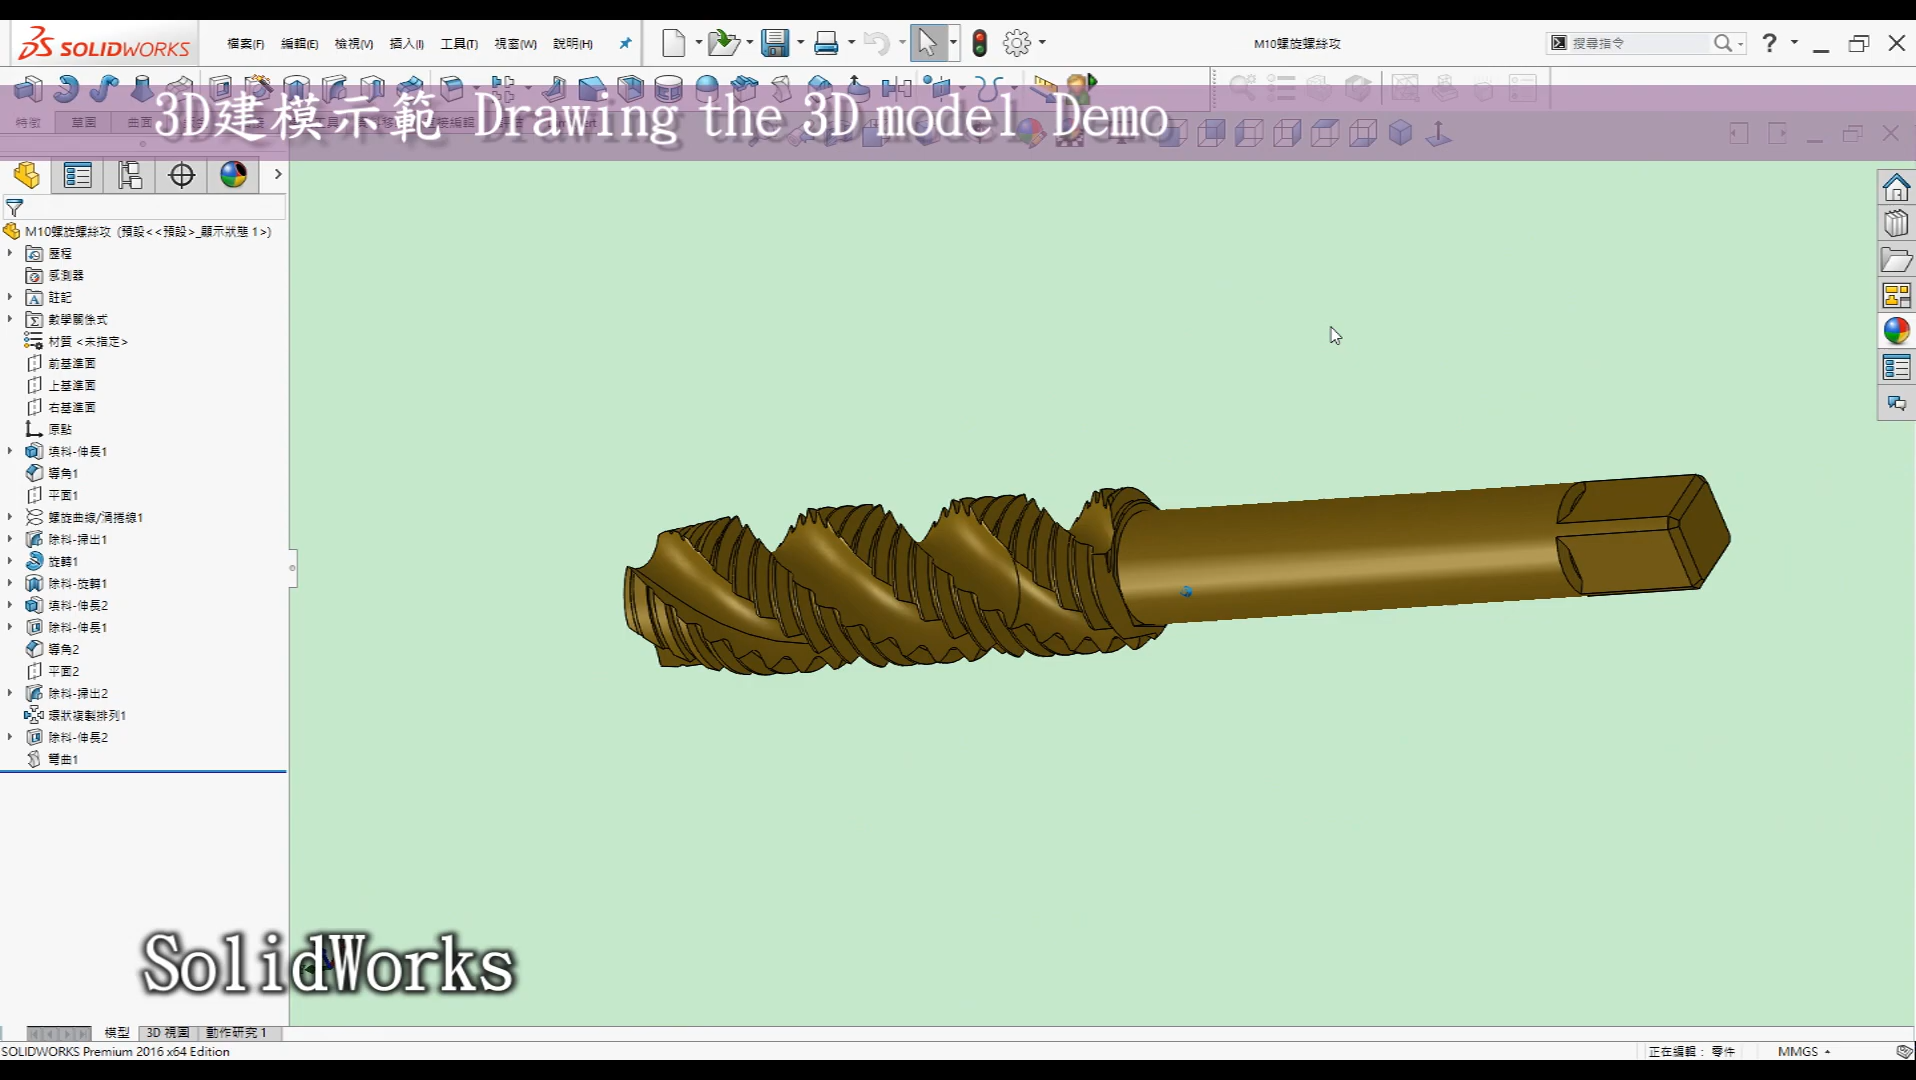 SOLIDWORKS
檔案(F) 編輯(E) 檢視(V) 插入(I) 工具(T) 視窗(W) 說明(H)
M10螺旋螺絲攻
搜尋指令
3D建模示範 Drawing the 3D model Demo
特徵 草圖 曲面
M10螺旋螺絲攻 (預設<<預設>_顯示狀態 1>)
歷程
感測器
註記
數學關係式
材質 <未指定>
前基準面
上基準面
右基準面
原點
填料-伸長1
導角1
平面1
螺旋曲線/渦捲線1
除料-掃出1
旋轉1
除料-旋轉1
填料-伸長2
除料-伸長1
導角2
平面2
除料-掃出2
環狀複製排列1
除料-伸長2
彎曲1
SolidWorks
模型 3D 視圖 動作研究 1
SOLIDWORKS Premium 2016 x64 Edition
正在編輯： 零件
MMGS